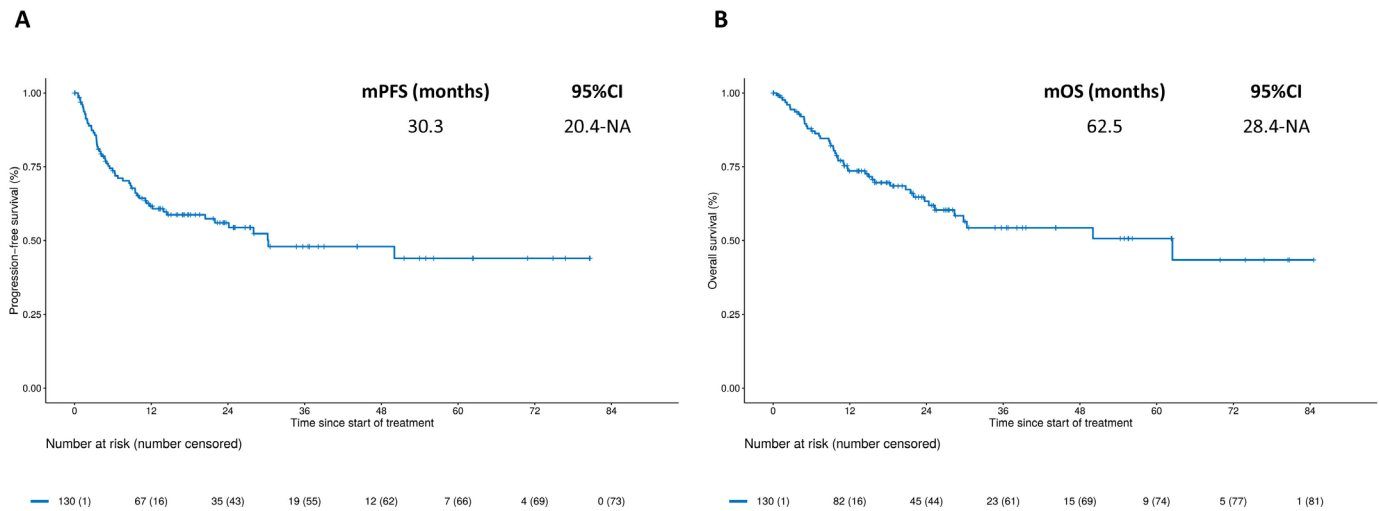 A
mPFS (months) 95%CI
30.3 20.4-NA
Progression−free survival (%)
1.00
0.75
0.50
0.25
0.00
0 12 24 36 48 60 72 84
Time since start of treatment
Number at risk (number censored)
130 (1) 67 (16) 35 (43) 19 (55) 12 (62) 7 (66) 4 (69) 0 (73)
B
mOS (months) 95%CI
62.5 28.4-NA
Overall survival (%)
1.00
0.75
0.50
0.25
0.00
0 12 24 36 48 60 72 84
Time since start of treatment
Number at risk (number censored)
130 (1) 82 (16) 45 (44) 23 (61) 15 (69) 9 (74) 5 (77) 1 (81)